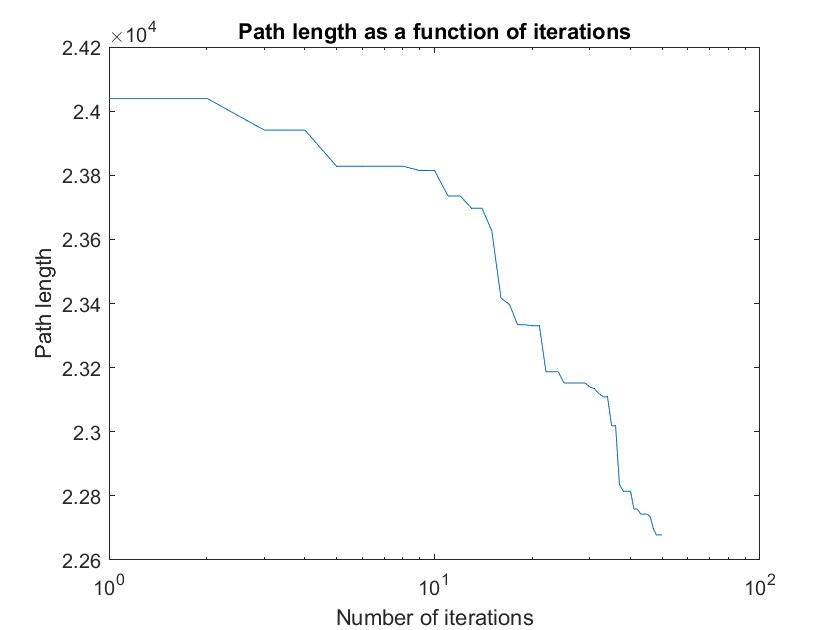 Path length as a function of iterations
×10^4
2.42
2.4
2.38
2.36
2.34
2.32
2.3
2.28
2.26
Path length
10^0 10^1 10^2
Number of iterations